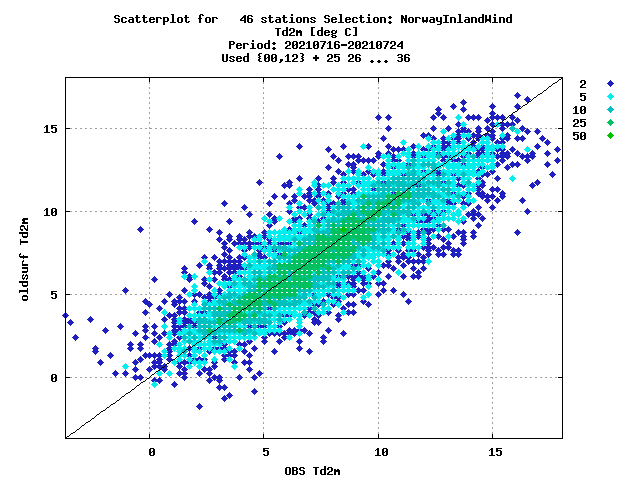 Scatterplot for   46 stations Selection: NorwayInlandWind
Td2m [deg C]
Period: 20210716-20210724
Used {00,12} + 25 26 ... 36
2
5
10
25
50
15
10
5
0
oldsurf Td2m
0 5 10 15
OBS Td2m